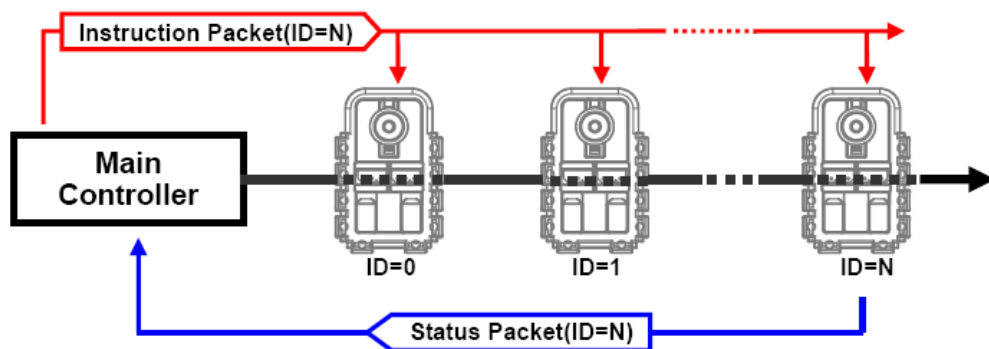 Instruction Packet(ID=N)
Main
Controller
ID=0
ID=1
ID=N
Status Packet(ID=N)